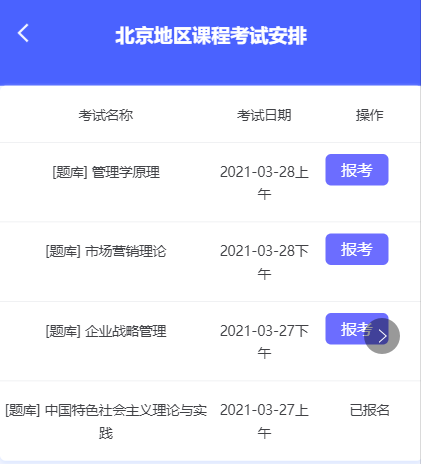 北京地区课程考试安排
考试名称 考试日期 操作
[题库] 管理学原理 2021-03-28上 报考
午
[题库] 市场营销理论 2021-03-28下 报考
午
[题库] 企业战略管理 2021-03-27下 报考
午
[题库] 中国特色社会主义理论与实 2021-03-27上 已报名
践 午